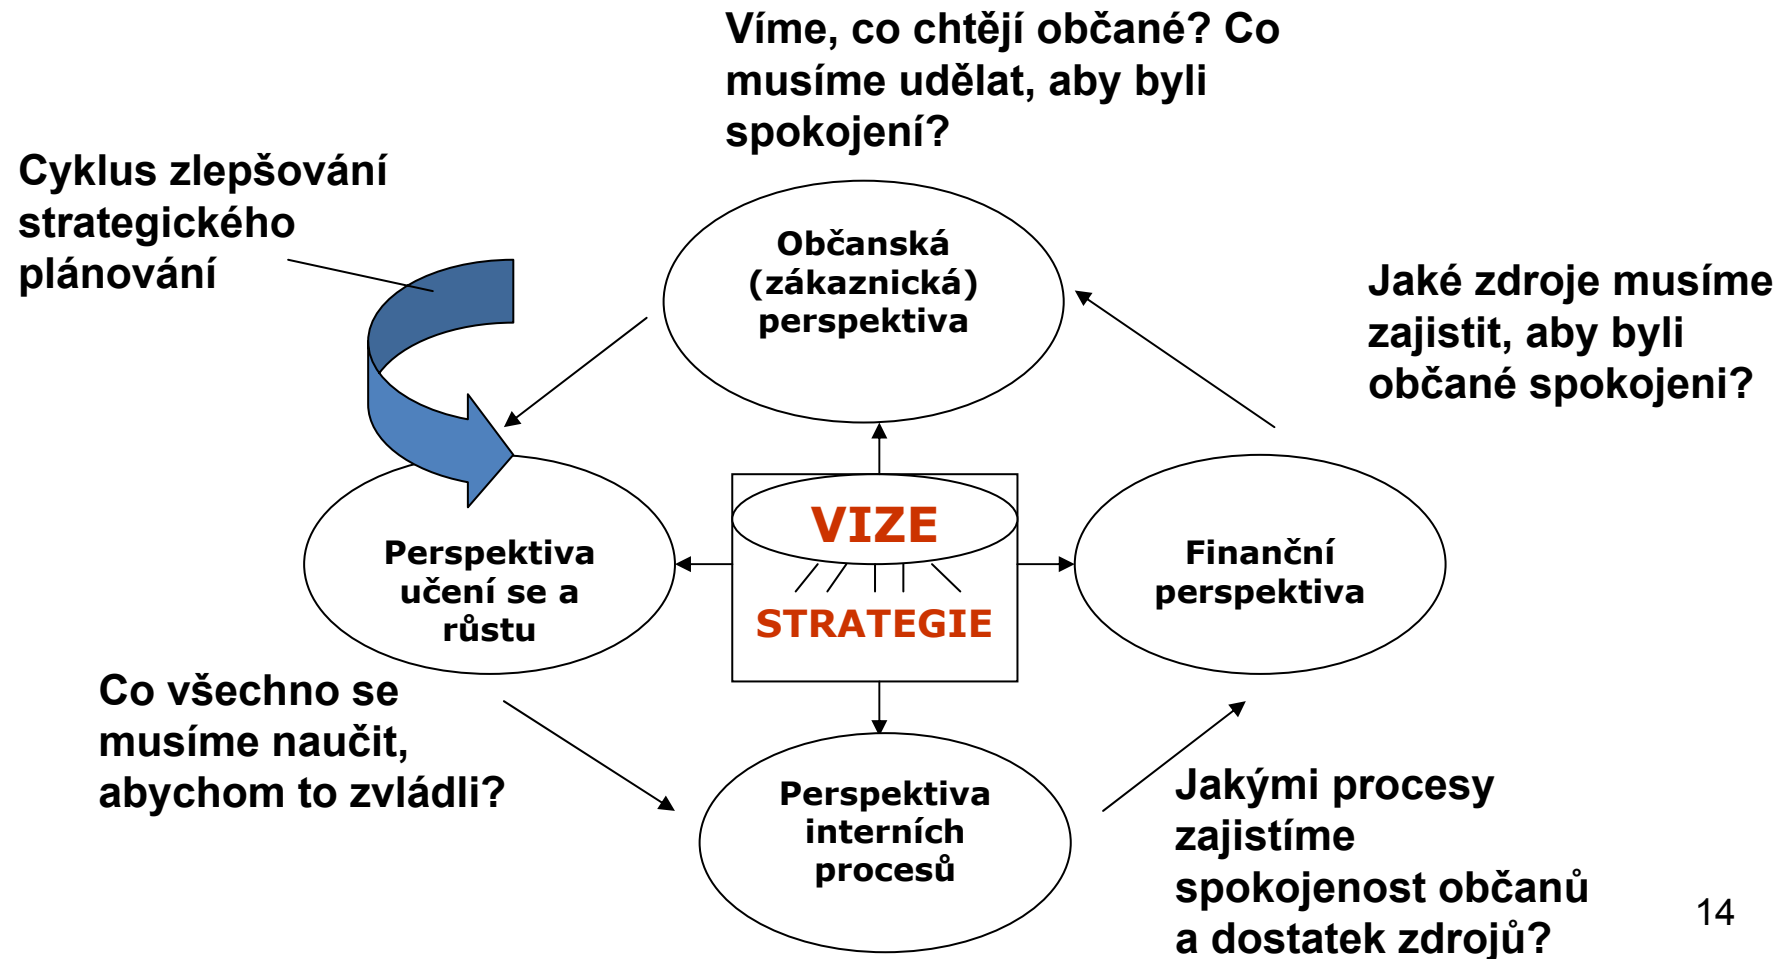 Víme, co chtějí občané? Co
musíme udělat, aby byli
spokojení?
Cyklus zlepšování
strategického
plánování
Občanská
(zákaznická)
perspektiva
Jaké zdroje musíme
zajistit, aby byli
občané spokojeni?
Perspektiva
učení se a
růstu
VIZE
STRATEGIE
Finanční
perspektiva
Co všechno se
musíme naučit,
abychom to zvládli?
Perspektiva
interních
procesů
Jakými procesy
zajistíme
spokojenost občanů
a dostatek zdrojů?
14